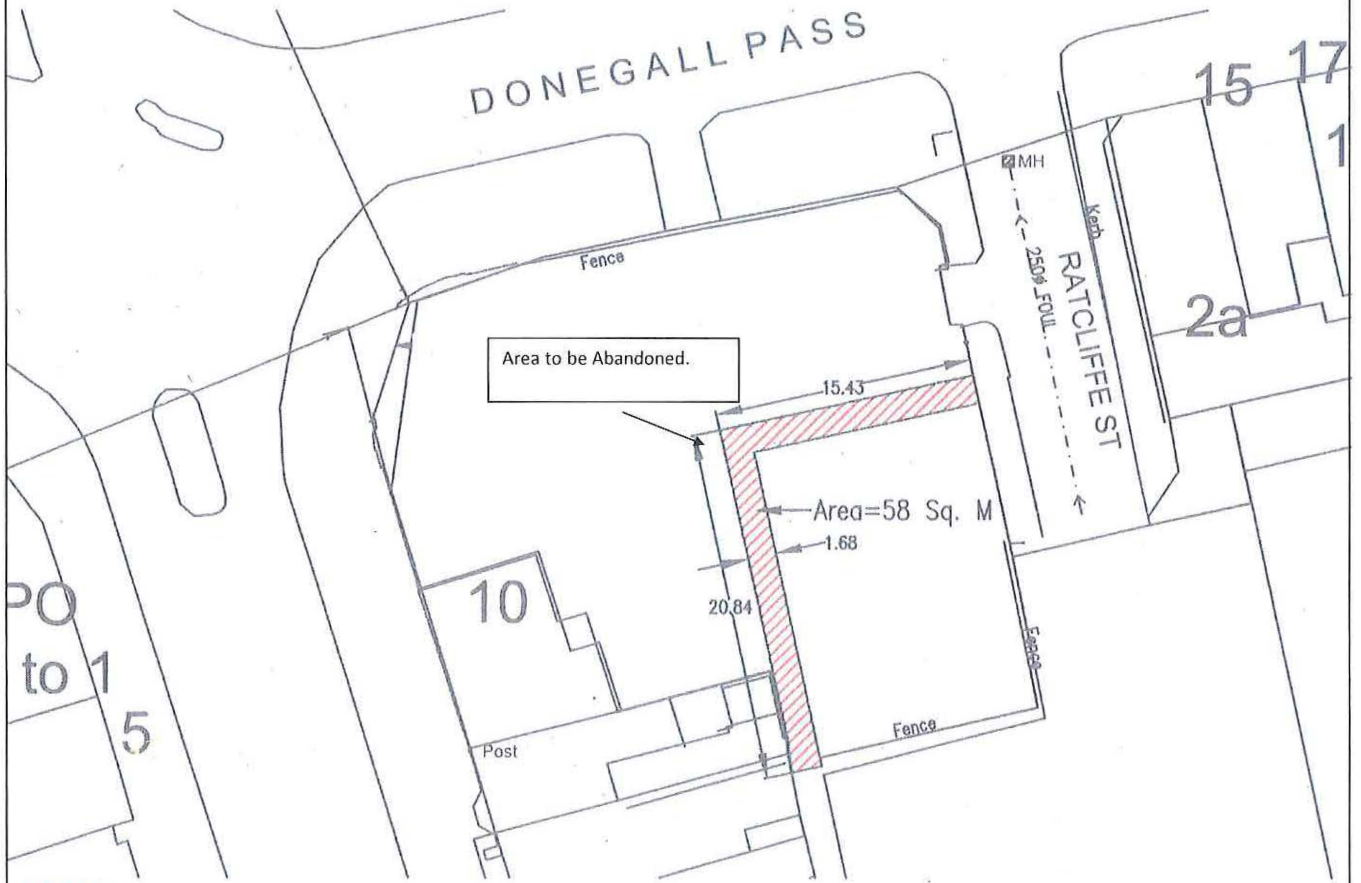 DONEGALL PASS
15
17
1
MH
Kerb
250ø FOUL
RATCLIFFE ST
2a
Fence
Area to be Abandoned.
15.43
Area=58 Sq. M
1.68
20.84
10
PO
to 1
5
Post
Fence
Fence